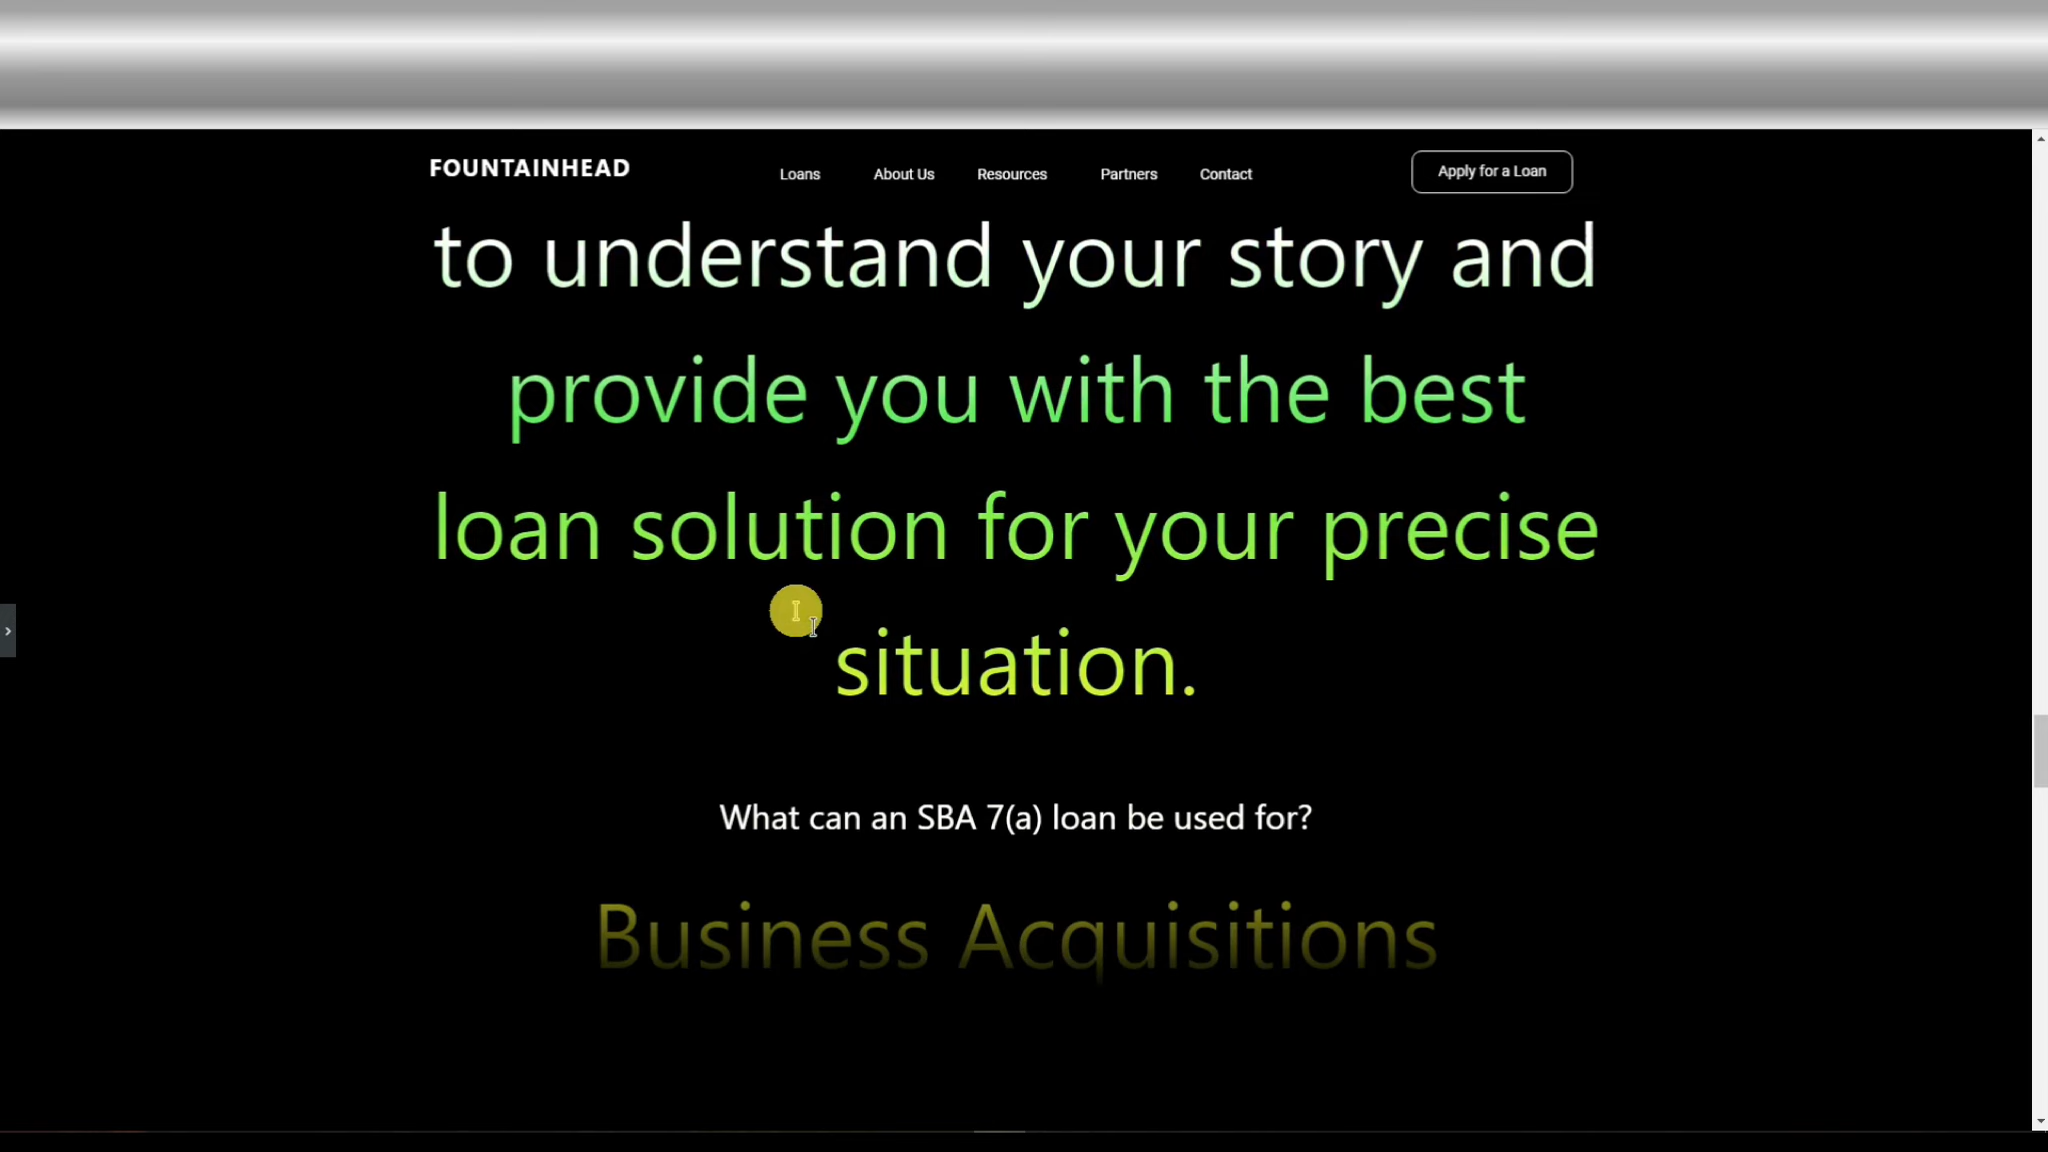 FOUNTAINHEAD
Loans
About Us
Resources
Partners
Contact
Apply for a Loan
to understand your story and
provide you with the best
loan solution for your precise
situation.
What can an SBA 7(a) loan be used for?
Business Acquisitions